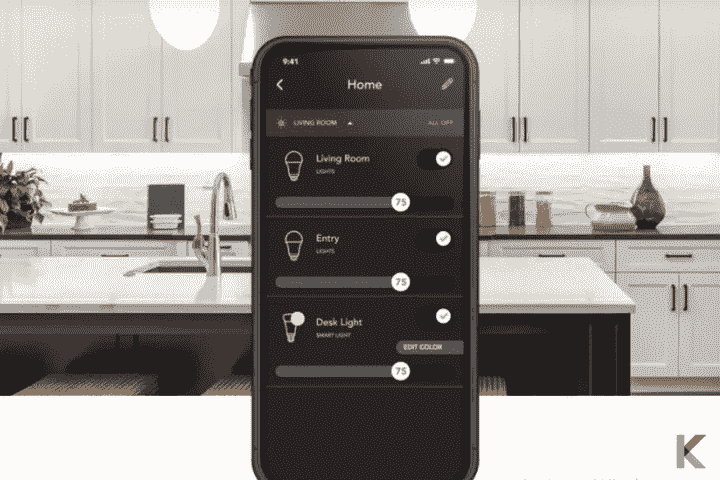 9:41
Home
LIVING ROOM
ALL OFF
Living Room
LIGHTS
75
Entry
LIGHTS
75
Desk Light
SMART LIGHT
EDIT COLOR
75
K